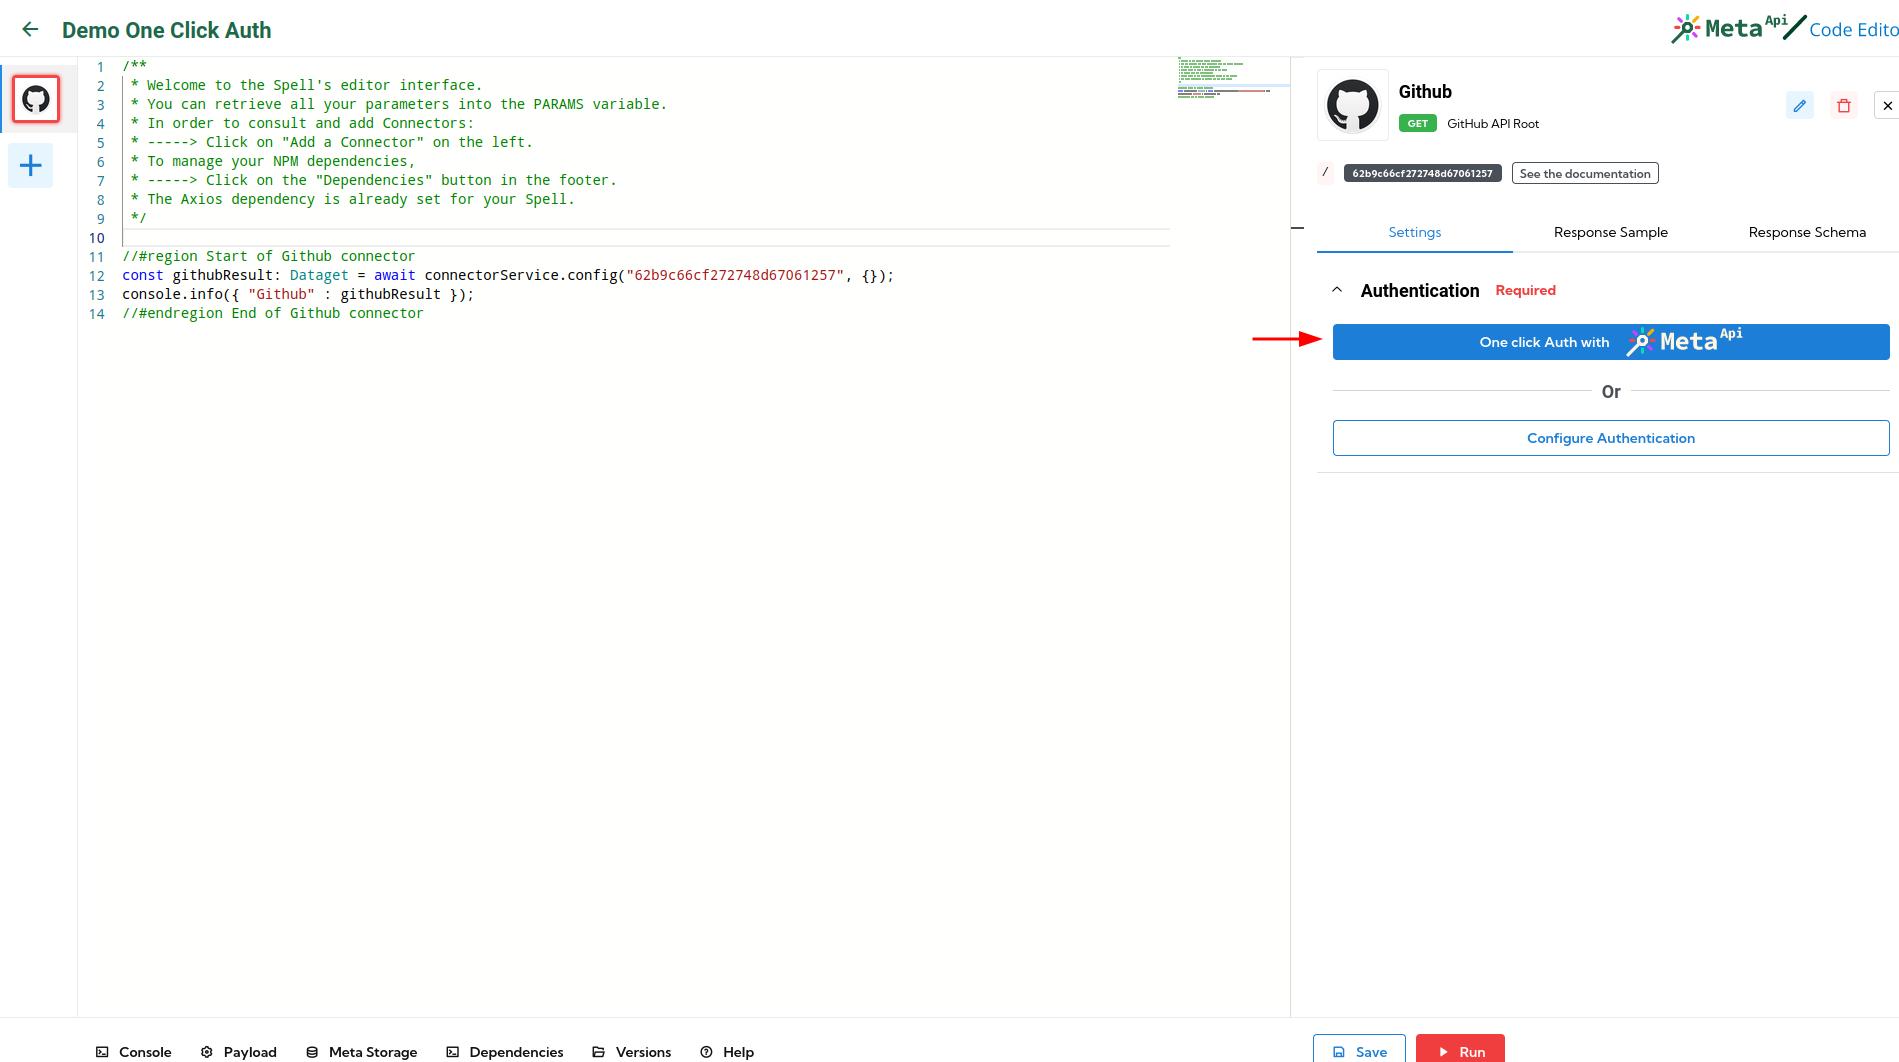 Demo One Click Auth
Meta Api Code Edito
1 /**
2 * Welcome to the Spell's editor interface.
3 * You can retrieve all your parameters into the PARAMS variable.
4 * In order to consult and add Connectors:
5 * -----> Click on "Add a Connector" on the left.
6 * To manage your NPM dependencies,
7 * -----> Click on the "Dependencies" button in the footer.
8 * The Axios dependency is already set for your Spell.
9 */
10
11 //#region Start of Github connector
12 const githubResult: Dataget = await connectorService.config("62b9c66cf272748d67061257", {});
13 console.info({ "Github" : githubResult });
14 //#endregion End of Github connector
Github
GET GitHub API Root
/ 62b9c66cf272748d67061257 See the documentation
Settings Response Sample Response Schema
Authentication Required
One click Auth with Meta Api
Or
Configure Authentication
Console Payload Meta Storage Dependencies Versions Help Save Run